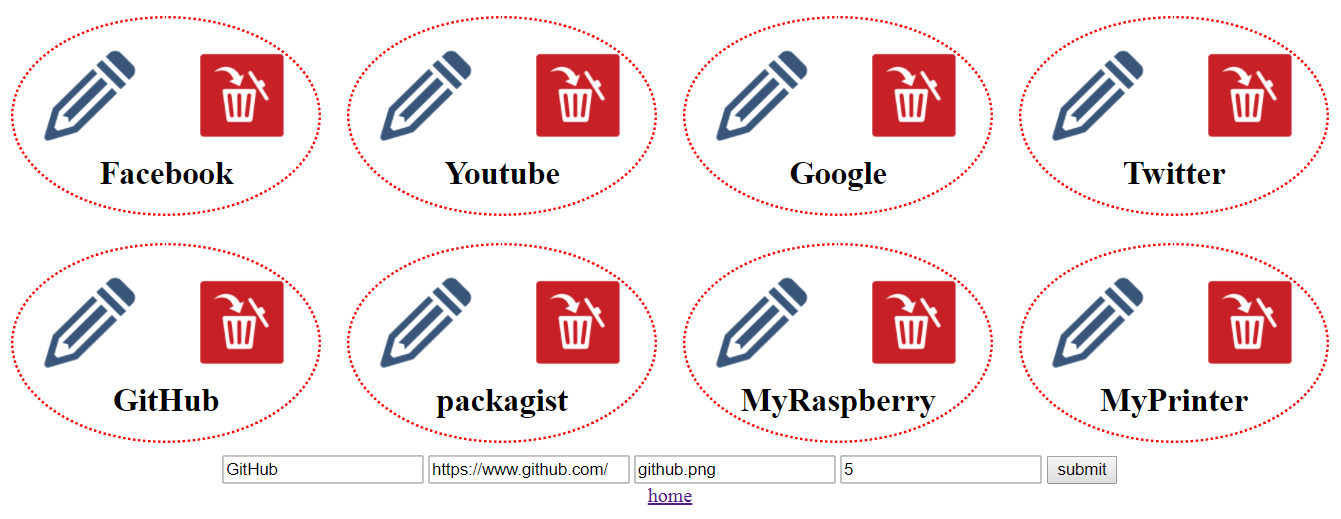 Facebook Youtube Google Twitter
GitHub packagist MyRaspberry MyPrinter
GitHub https://www.github.com/ github.png 5 submit
home